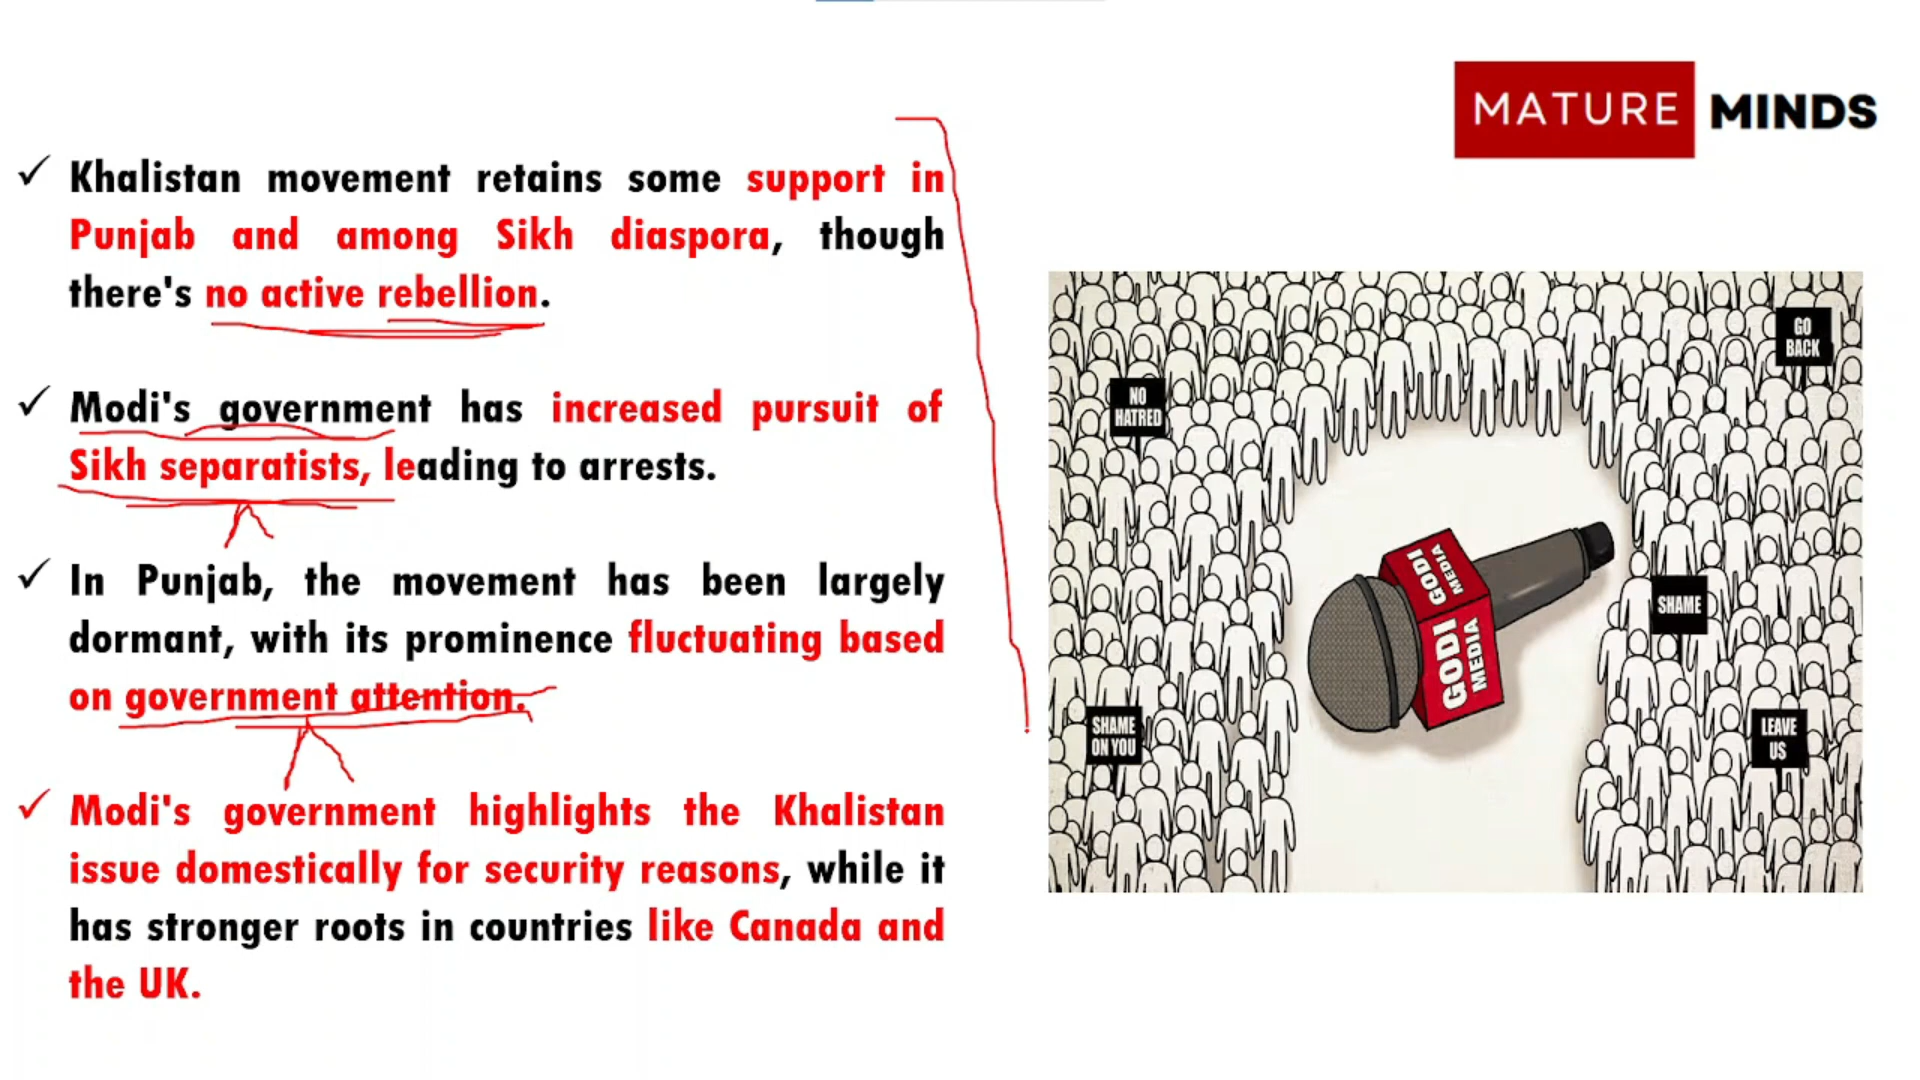 MATURE MINDS
✓ Khalistan movement retains some support in
Punjab and among Sikh diaspora, though
there's no active rebellion.
✓ Modi's government has increased pursuit of
Sikh separatists, leading to arrests.
✓ In Punjab, the movement has been largely
dormant, with its prominence fluctuating based
on government attention.
✓ Modi's government highlights the Khalistan
issue domestically for security reasons, while it
has stronger roots in countries like Canada and
the UK.
GO
BACK
NO
HATRED
GODI
MEDIA
GODI
MEDIA
SHAME
SHAME
ON YOU
LEAVE
US